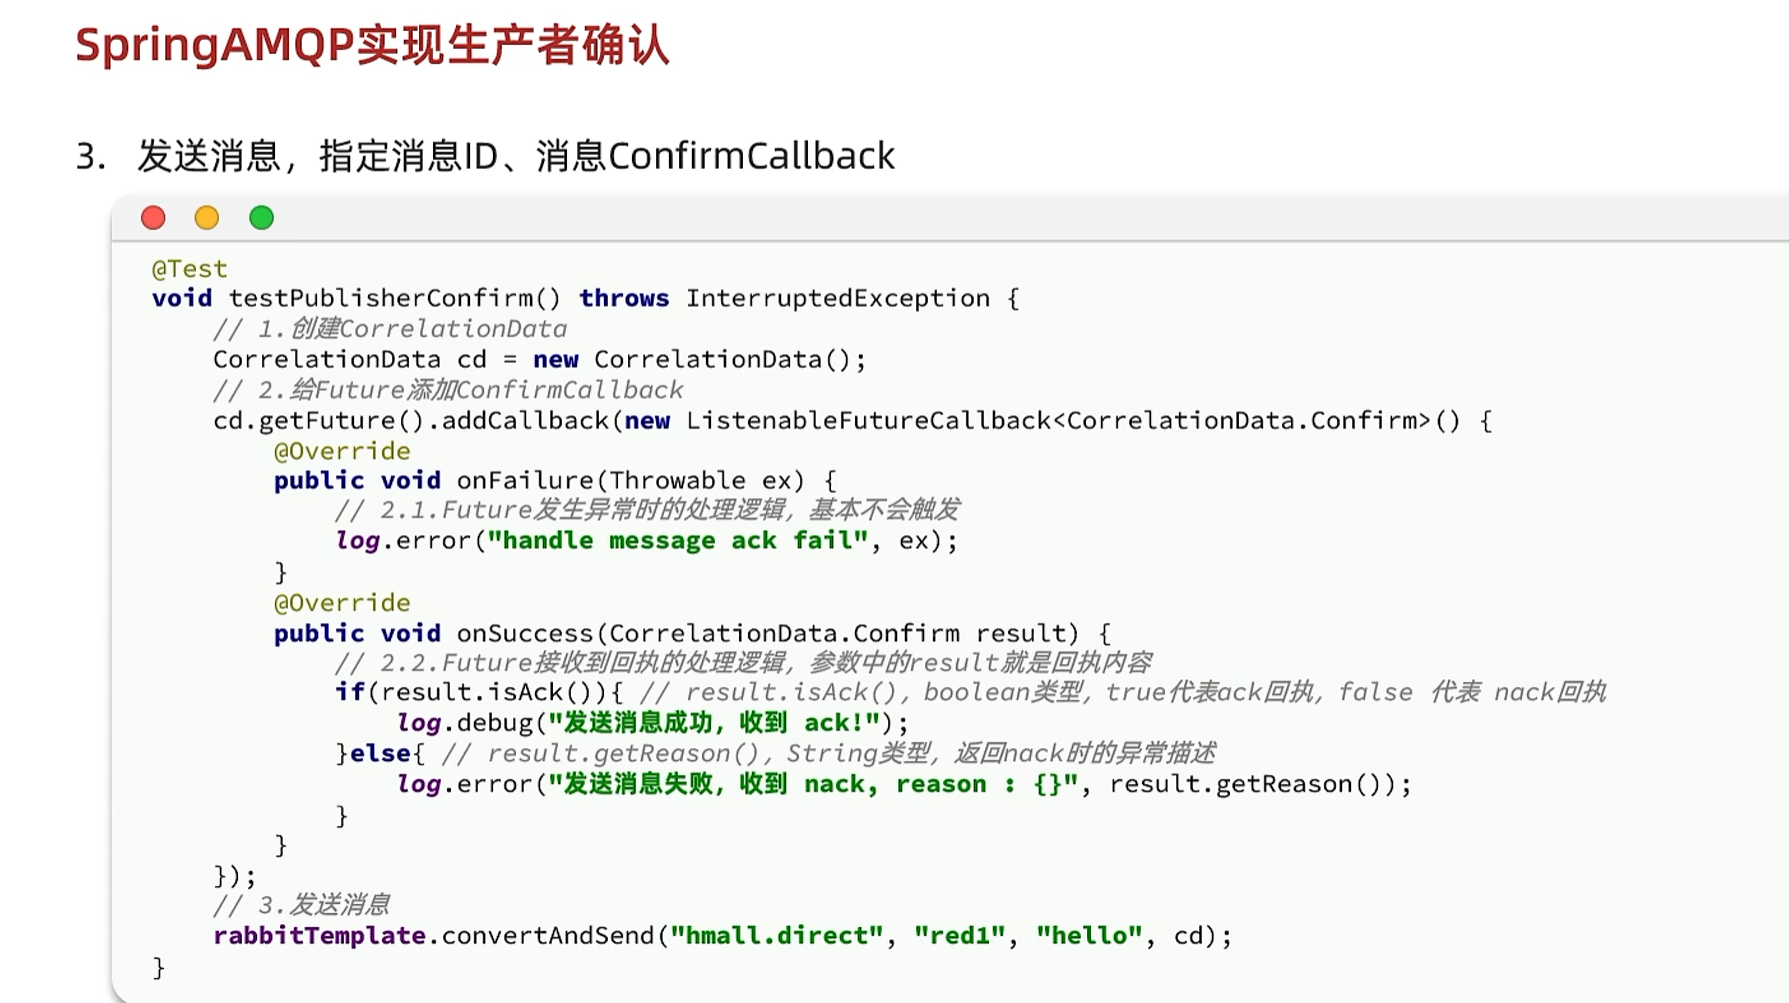 SpringAMQP实现生产者确认
3. 发送消息，指定消息ID、消息ConfirmCallback
@Test
void testPublisherConfirm() throws InterruptedException {
    // 1.创建CorrelationData
    CorrelationData cd = new CorrelationData();
    // 2.给Future添加ConfirmCallback
    cd.getFuture().addCallback(new ListenableFutureCallback<CorrelationData.Confirm>() {
        @Override
        public void onFailure(Throwable ex) {
            // 2.1.Future发生异常时的处理逻辑，基本不会触发
            log.error("handle message ack fail", ex);
        }
        @Override
        public void onSuccess(CorrelationData.Confirm result) {
            // 2.2.Future接收到回执的处理逻辑，参数中的result就是回执内容
            if(result.isAck()){ // result.isAck()，boolean类型，true代表ack回执，false 代表 nack回执
                log.debug("发送消息成功，收到 ack!");
            }else{ // result.getReason()，String类型，返回nack时的异常描述
                log.error("发送消息失败，收到 nack, reason : {}", result.getReason());
            }
        }
    });
    // 3.发送消息
    rabbitTemplate.convertAndSend("hmall.direct", "red1", "hello", cd);
}